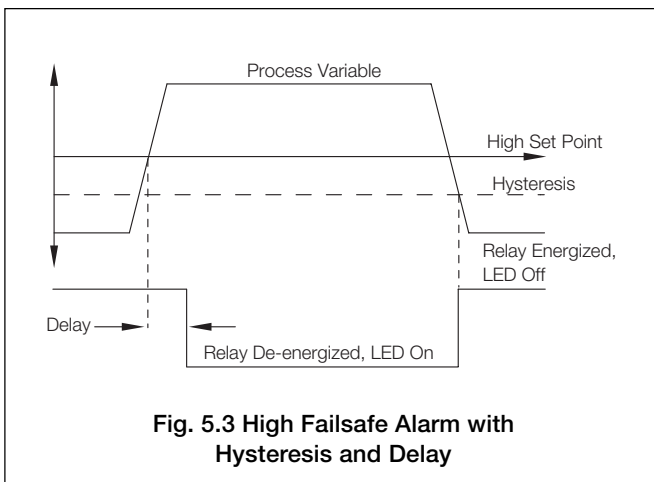 Process Variable
High Set Point
Hysteresis
Relay Energized,
LED Off
Delay
Relay De-energized, LED On
Fig. 5.3 High Failsafe Alarm with
Hysteresis and Delay